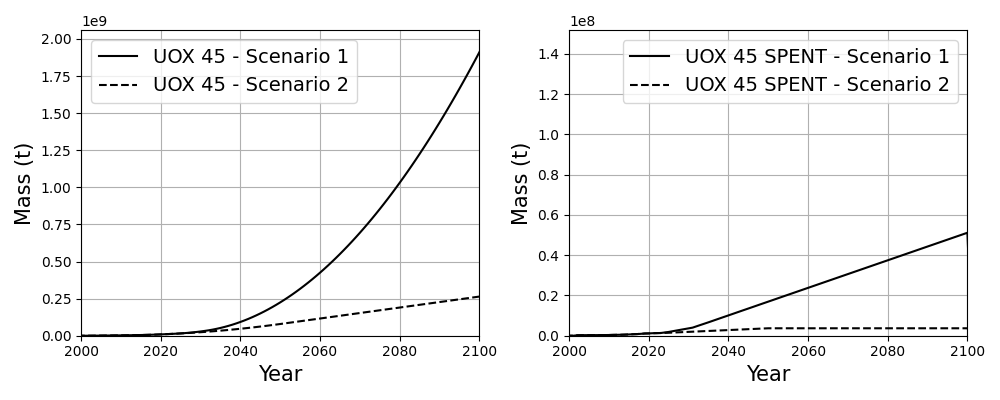 1e9
UOX 45 - Scenario 1
UOX 45 - Scenario 2
Mass (t)
2.00
1.75
1.50
1.25
1.00
0.75
0.50
0.25
0.00
2000 2020 2040 2060 2080 2100
Year
1e8
UOX 45 SPENT - Scenario 1
UOX 45 SPENT - Scenario 2
Mass (t)
1.4
1.2
1.0
0.8
0.6
0.4
0.2
0.0
2000 2020 2040 2060 2080 2100
Year